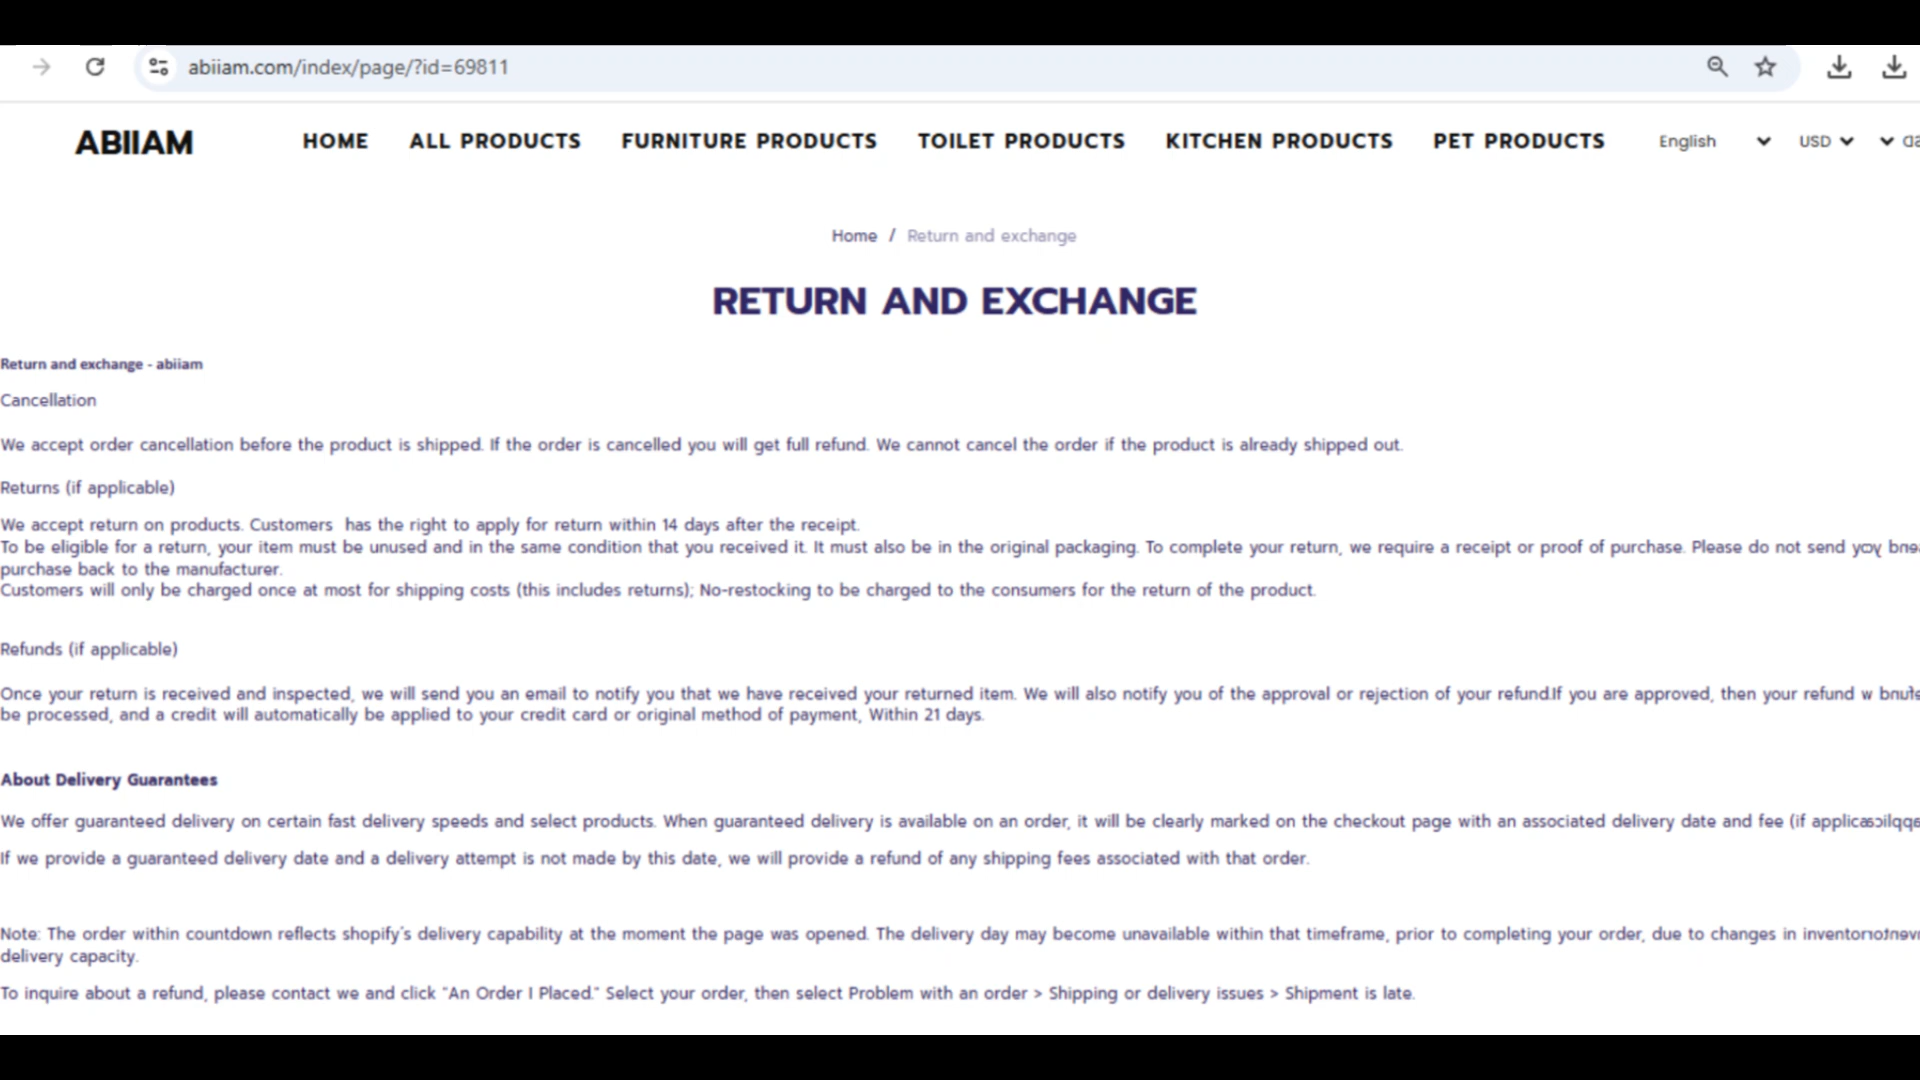 abiiam.com/index/page/?id=69811
ABIIAM HOME ALL PRODUCTS FURNITURE PRODUCTS TOILET PRODUCTS KITCHEN PRODUCTS PET PRODUCTS English USD
Home / Return and exchange
RETURN AND EXCHANGE
Return and exchange - abiiam
Cancellation
We accept order cancellation before the product is shipped. If the order is cancelled you will get full refund. We cannot cancel the order if the product is already shipped out.
Returns (if applicable)
We accept return on products. Customers has the right to apply for return within 14 days after the receipt.
To be eligible for a return, your item must be unused and in the same condition that you received it. It must also be in the original packaging. To complete your return, we require a receipt or proof of purchase. Please do not send
purchase back to the manufacturer.
Customers will only be charged once at most for shipping costs (this includes returns); No-restocking to be charged to the consumers for the return of the product.
Refunds (if applicable)
Once your return is received and inspected, we will send you an email to notify you that we have received your returned item. We will also notify you of the approval or rejection of your refund.If you are approved, then your refund
be processed, and a credit will automatically be applied to your credit card or original method of payment, Within 21 days.
About Delivery Guarantees
We offer guaranteed delivery on certain fast delivery speeds and select products. When guaranteed delivery is available on an order, it will be clearly marked on the checkout page with an associated delivery date and fee (if
If we provide a guaranteed delivery date and a delivery attempt is not made by this date, we will provide a refund of any shipping fees associated with that order.
Note: The order within countdown reflects shopify's delivery capability at the moment the page was opened. The delivery day may become unavailable within that timeframe, prior to completing your order, due to changes in
delivery capacity.
To inquire about a refund, please contact we and click "An Order I Placed." Select your order, then select Problem with an order > Shipping or delivery issues > Shipment is late.